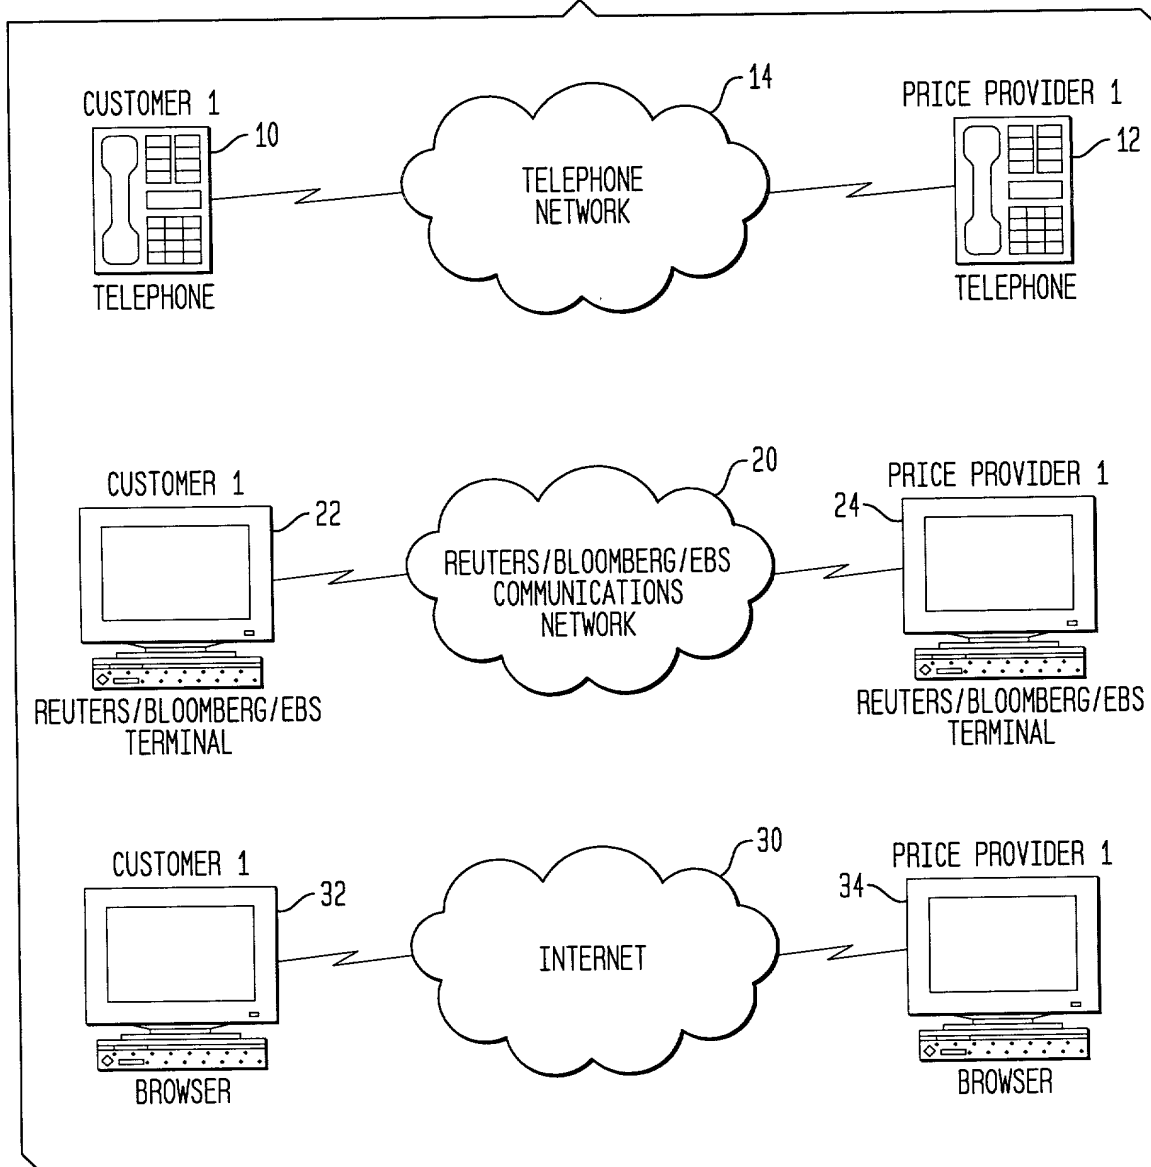 CUSTOMER 1
10
TELEPHONE
14
TELEPHONE
NETWORK
PRICE PROVIDER 1
12
TELEPHONE
CUSTOMER 1
22
REUTERS/BLOOMBERG/EBS
TERMINAL
20
REUTERS/BLOOMBERG/EBS
COMMUNICATIONS
NETWORK
PRICE PROVIDER 1
24
REUTERS/BLOOMBERG/EBS
TERMINAL
CUSTOMER 1
32
BROWSER
30
INTERNET
PRICE PROVIDER 1
34
BROWSER